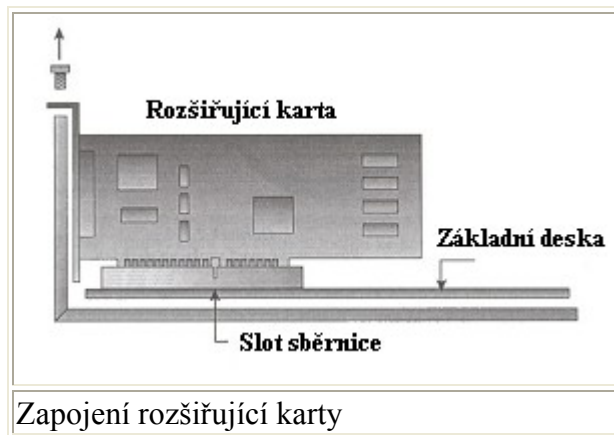 Rozšiřující karta
Základní deska
Slot sběrnice
Zapojení rozšiřující karty